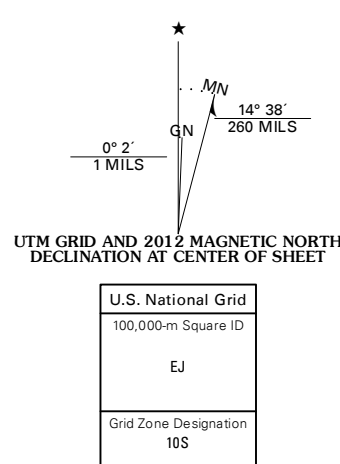 ★
MN
GN
14° 38´
260 MILS
0° 2´
1 MILS
UTM GRID AND 2012 MAGNETIC NORTH
DECLINATION AT CENTER OF SHEET
U.S. National Grid
100,000-m Square ID
EJ
Grid Zone Designation
10S